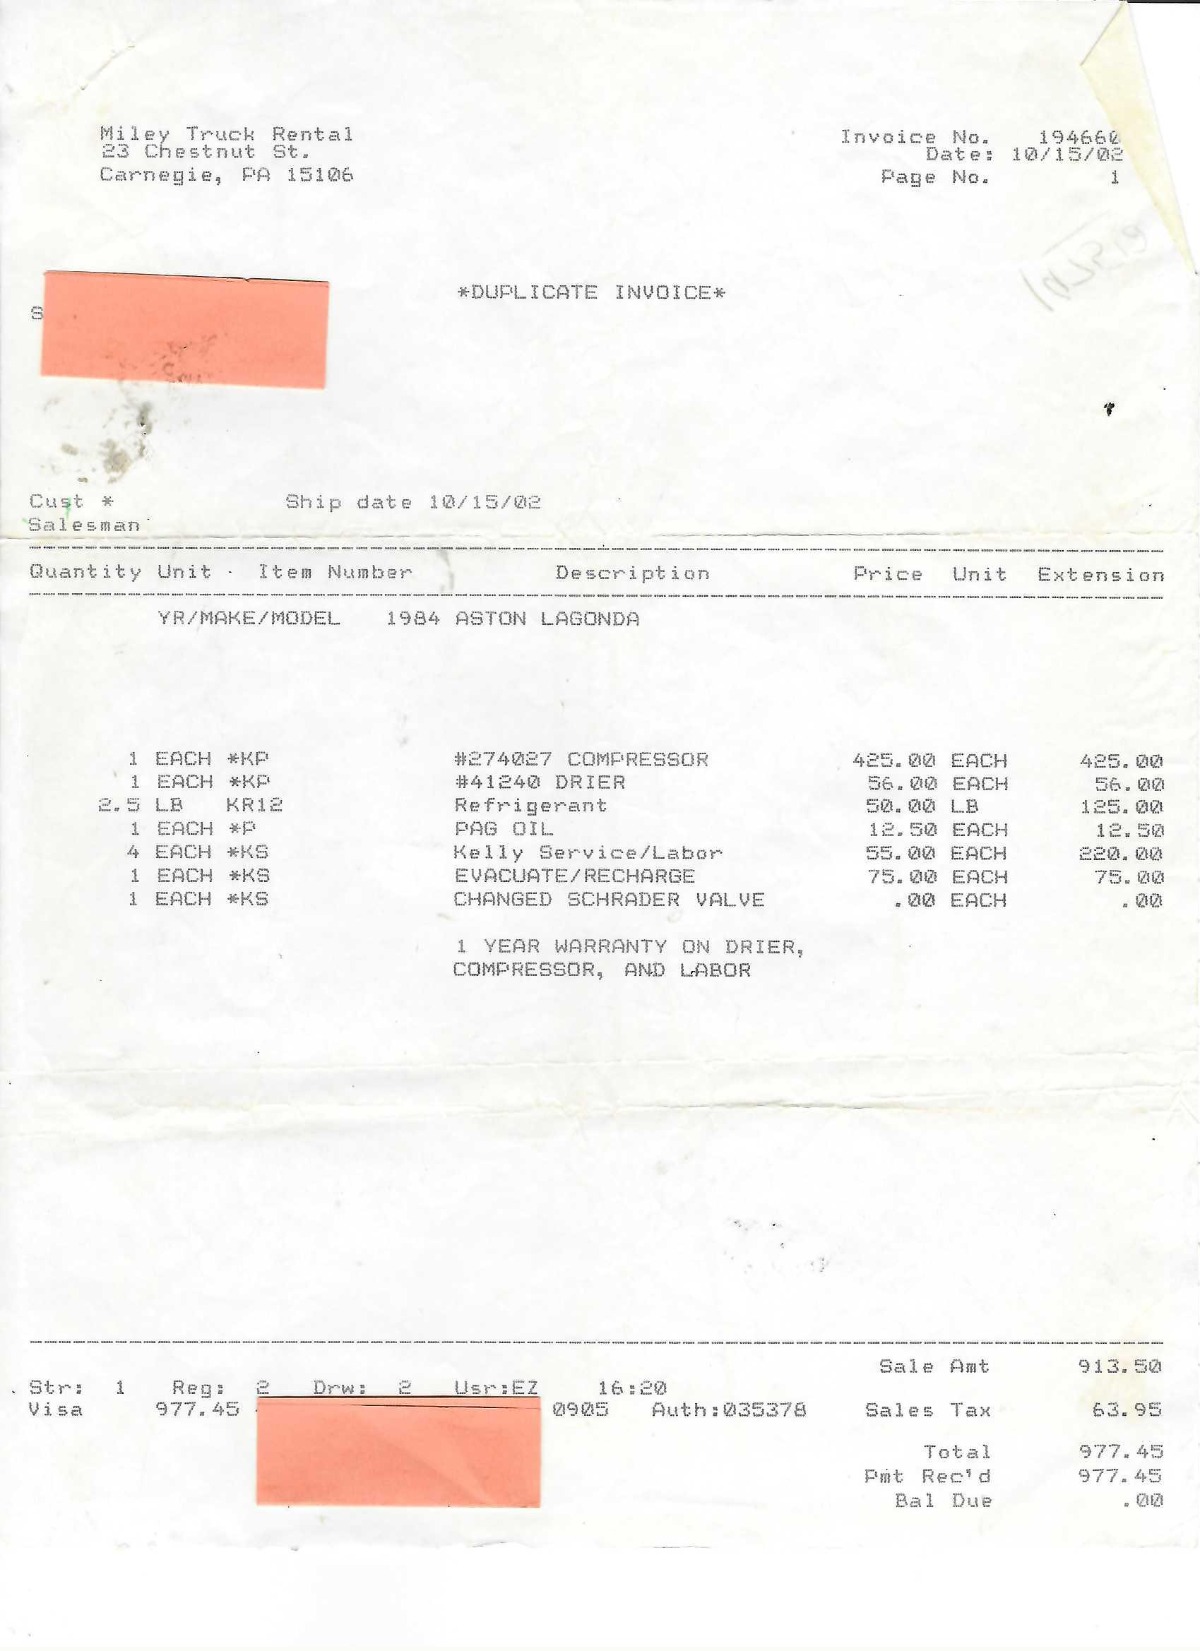 Miley Truck Rental
23 Chestnut St.
Carnegie, PA 15106
Invoice No. 194660
Date: 10/15/02
Page No. 1
*DUPLICATE INVOICE*
S
Cust * Ship date 10/15/02
Salesman
Quantity Unit Item Number Description Price Unit Extension
YR/MAKE/MODEL 1984 ASTON LAGONDA
1 EACH *KP #274027 COMPRESSOR 425.00 EACH 425.00
1 EACH *KP #41240 DRIER 56.00 EACH 56.00
2.5 LB KR12 Refrigerant 50.00 LB 125.00
1 EACH *P PAG OIL 12.50 EACH 12.50
4 EACH *KS Kelly Service/Labor 55.00 EACH 220.00
1 EACH *KS EVACUATE/RECHARGE 75.00 EACH 75.00
1 EACH *KS CHANGED SCHRADER VALVE .00 EACH .00
1 YEAR WARRANTY ON DRIER,
COMPRESSOR, AND LABOR
Sale Amt 913.50
Str: 1 Reg: 2 Drw: 2 Usr:EZ 16:20
Visa 977.45 0905 Auth:035378 Sales Tax 63.95
Total 977.45
Pmt Rec'd 977.45
Bal Due .00